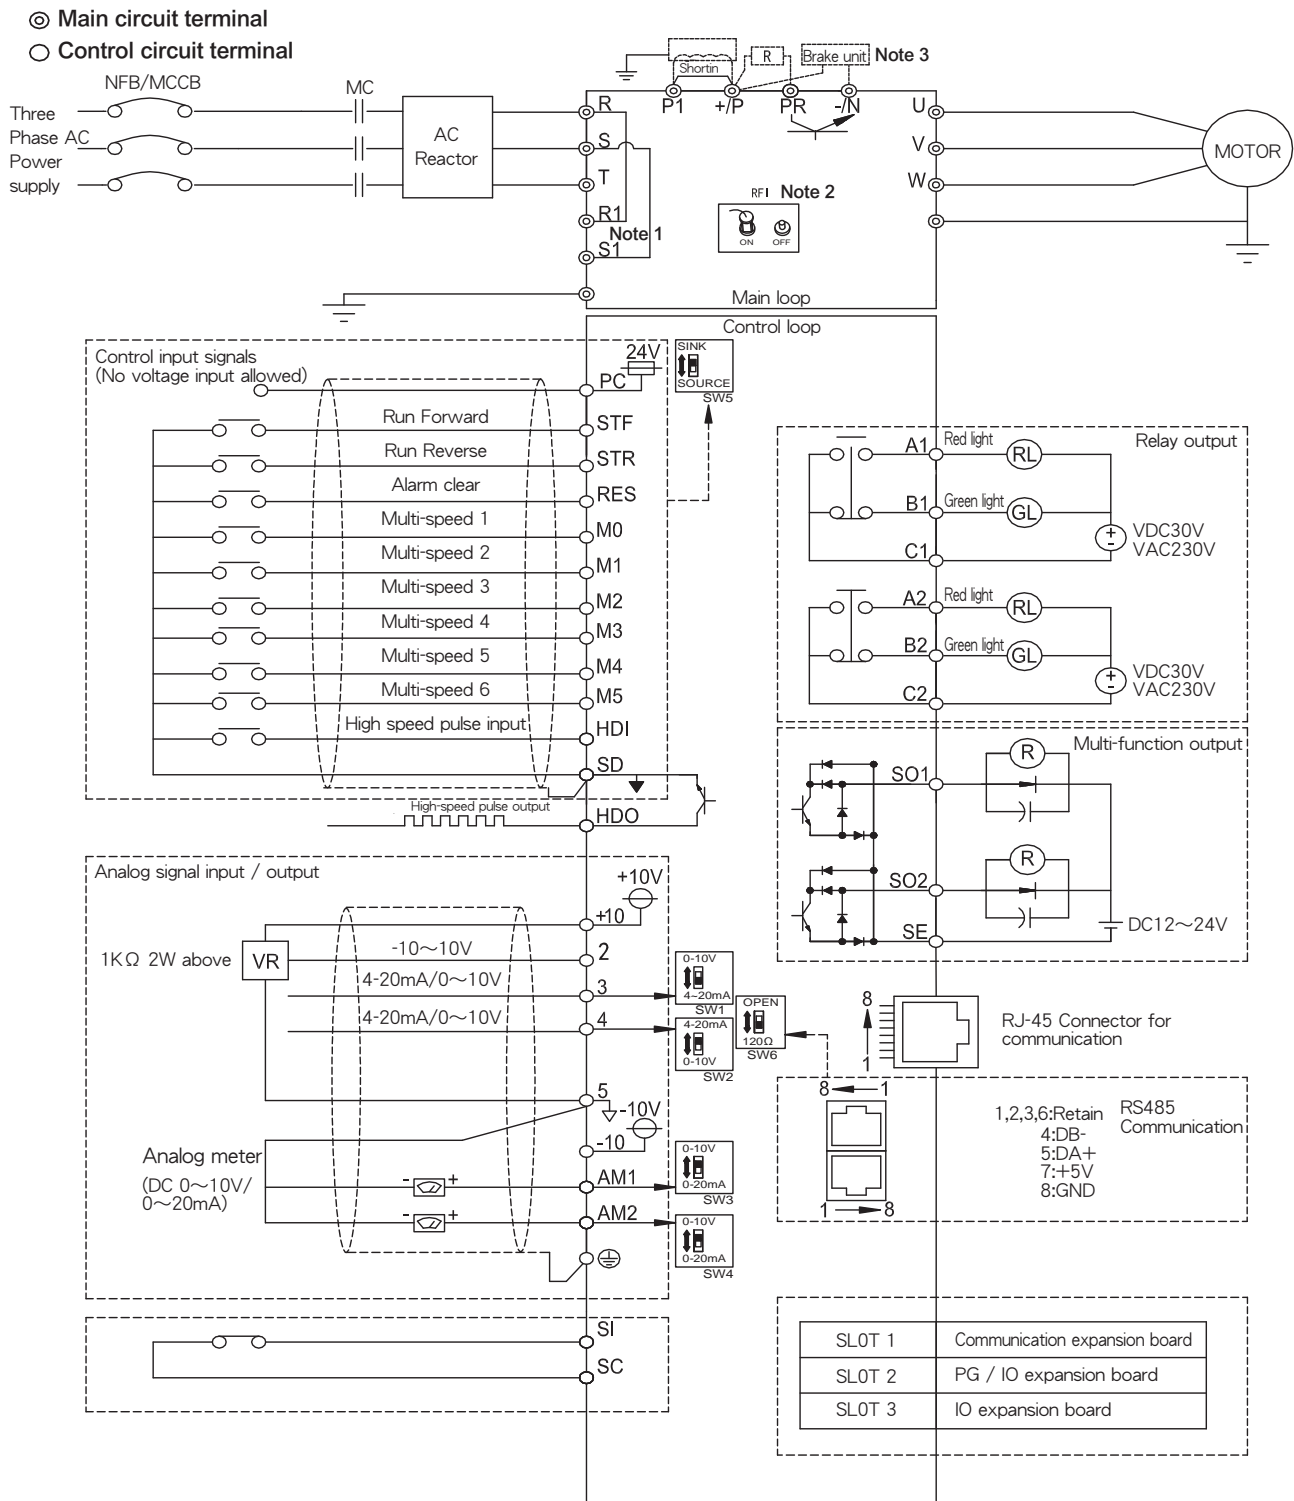 Main circuit terminal
Control circuit terminal
NFB/MCCB
MC
Three
Phase AC
Power
supply
AC
Reactor
Shortin
R
Brake unit
Note 3
P1
+/P
PR
-/N
R
S
T
R1
Note 1
S1
U
V
W
MOTOR
RFI
Note 2
ON
OFF
Main loop
Control loop
Control input signals
(No voltage input allowed)
24V
PC
SINK
SOURCE
SW5
Run Forward
STF
Run Reverse
STR
Alarm clear
RES
Multi-speed 1
M0
Multi-speed 2
M1
Multi-speed 3
M2
Multi-speed 4
M3
Multi-speed 5
M4
Multi-speed 6
M5
High speed pulse input
HDI
SD
High-speed pulse output
HDO
Relay output
A1
Red light
RL
B1
Green light
GL
C1
+
-
VDC30V
VAC230V
A2
Red light
RL
B2
Green light
GL
C2
+
-
VDC30V
VAC230V
Multi-function output
R
SO1
R
SO2
SE
DC12～24V
Analog signal input / output
+10V
+10
1KΩ 2W above
VR
-10～10V
2
4-20mA/0～10V
3
4-20mA/0～10V
4
0-10V
4~20mA
SW1
4-20mA
0-10V
SW2
OPEN
120Ω
SW6
5
-10V
-10
Analog meter
(DC 0～10V/
0～20mA)
- +
AM1
- +
AM2
0-10V
0-20mA
SW3
0-10V
0-20mA
SW4
8
1
RJ-45 Connector for
communication
8
1
1
8
1,2,3,6:Retain
4:DB-
5:DA+
7:+5V
8:GND
RS485
Communication
SI
SC
SLOT 1 Communication expansion board
SLOT 2 PG / IO expansion board
SLOT 3 IO expansion board